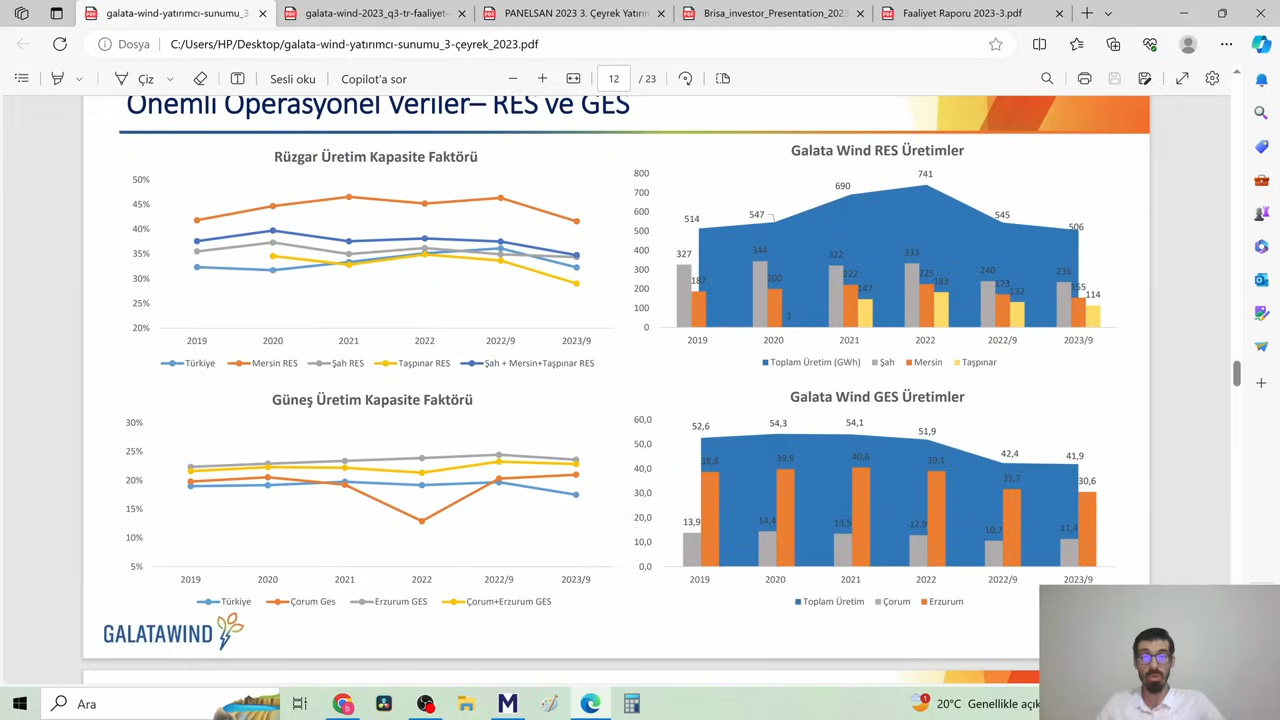 galata-wind-yatırımcı-sunumu_3
galata-wind-2023_q3-tr-faaliyet-
PANELSAN 2023 3. Çeyrek Yatırın
Brisa_investor_Presentation_2023
Faaliyet Raporu 2023-3.pdf
Dosya
C:/Users/HP/Desktop/galata-wind-yatırımcı-sunumu_3-çeyrek_2023.pdf
Çiz
Sesli oku
Copilot'a sor
12
/ 23
Önemli Operasyonel Veriler– RES ve GES
Rüzgar Üretim Kapasite Faktörü
50%
45%
40%
35%
30%
25%
20%
2019 2020 2021 2022 2022/9 2023/9
Türkiye Mersin RES Şah RES Taşpınar RES Şah + Mersin+Taşpınar RES
Galata Wind RES Üretimler
800
700
600
500
400
300
200
100
0
514 547 690 741 545 506
327 344 322 333 240 236
187 200 222 225 173 155
2 147 183 132 114
2019 2020 2021 2022 2022/9 2023/9
Toplam Üretim (GWh) Şah Mersin Taşpınar
Güneş Üretim Kapasite Faktörü
30%
25%
20%
15%
10%
5%
2019 2020 2021 2022 2022/9 2023/9
Türkiye Çorum Ges Erzurum GES Çorum+Erzurum GES
Galata Wind GES Üretimler
60,0
50,0
40,0
30,0
20,0
10,0
0,0
52,6 54,3 54,1 51,9 42,4 41,9
38,8 39,9 40,6 39,1 31,7 30,6
13,9 14,4 13,5 12,9 10,7 11,4
2019 2020 2021 2022 2022/9 2023/9
Toplam Üretim Çorum Erzurum
GALATAWIND
Ara
1
20°C Genellikle açık